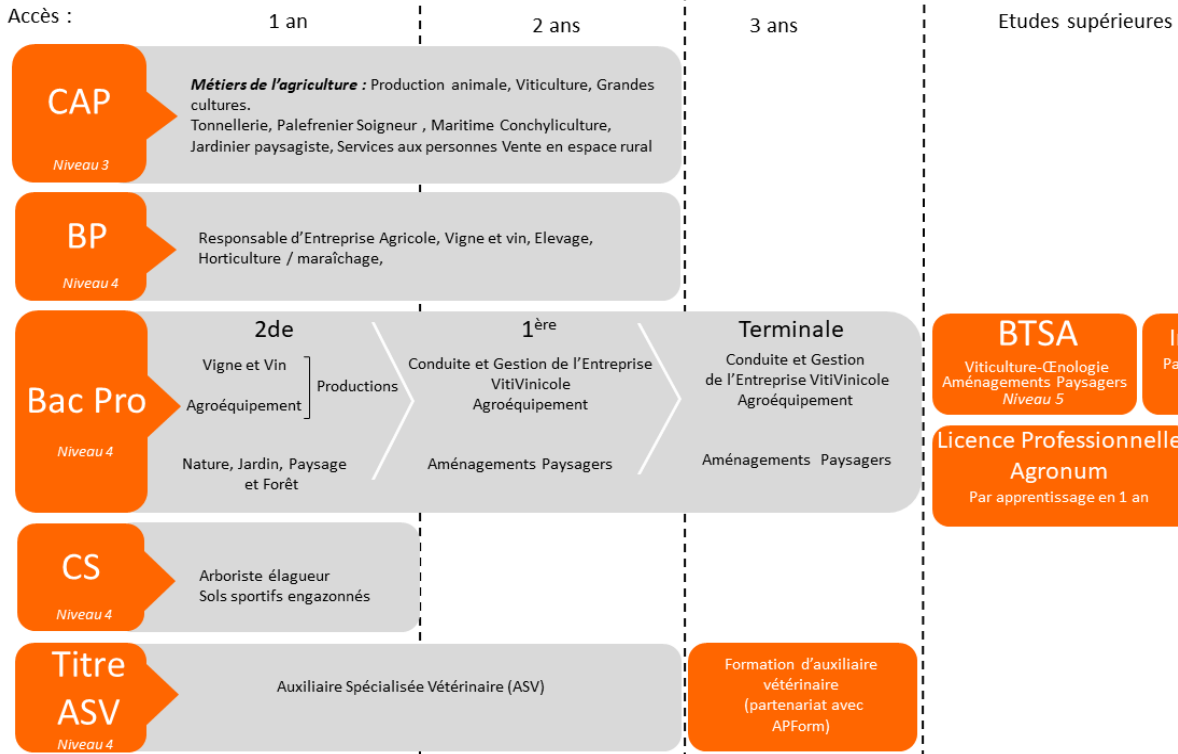 Accès :
1 an
2 ans
3 ans
Etudes supérieures
CAP
Niveau 3
Métiers de l’agriculture : Production animale, Viticulture, Grandes
cultures.
Tonnellerie, Palefrenier Soigneur , Maritime Conchyliculture,
Jardinier paysagiste, Services aux personnes Vente en espace rural
BP
Niveau 4
Responsable d’Entreprise Agricole, Vigne et vin, Elevage,
Horticulture / maraîchage,
Bac Pro
Niveau 4
2de
Vigne et Vin
Agroéquipement
Productions
Nature, Jardin, Paysage
et Forêt
1ère
Conduite et Gestion de l’Entreprise
VitiVinicole
Agroéquipement
Aménagements Paysagers
Terminale
Conduite et Gestion
de l’Entreprise VitiVinicole
Agroéquipement
Aménagements Paysagers
BTSA
Viticulture-Œnologie
Aménagements Paysagers
Niveau 5
Licence Professionnelle
Agronum
Par apprentissage en 1 an
CS
Niveau 4
Arboriste élagueur
Sols sportifs engazonnés
Titre
ASV
Niveau 4
Auxiliaire Spécialisée Vétérinaire (ASV)
Formation d’auxiliaire
vétérinaire
(partenariat avec
APForm)